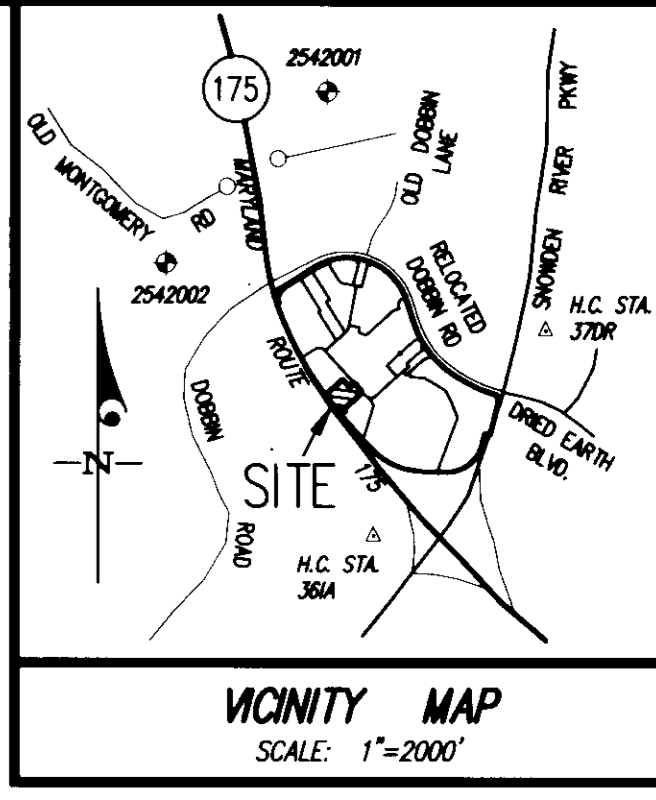 2542001
175
OLD MONTGOMERY RD
MARYLAND
OLD DOBBIN
LANE
SNOWDEN RIVER PKWY
2542002
RELOCATED
DOBBIN RD
H.C. STA.
37DR
ROUTE
DOBBIN
ROAD
DRIED EARTH
BLVD.
N
SITE
175
H.C. STA.
361A
VICINITY MAP
SCALE: 1"=2000'